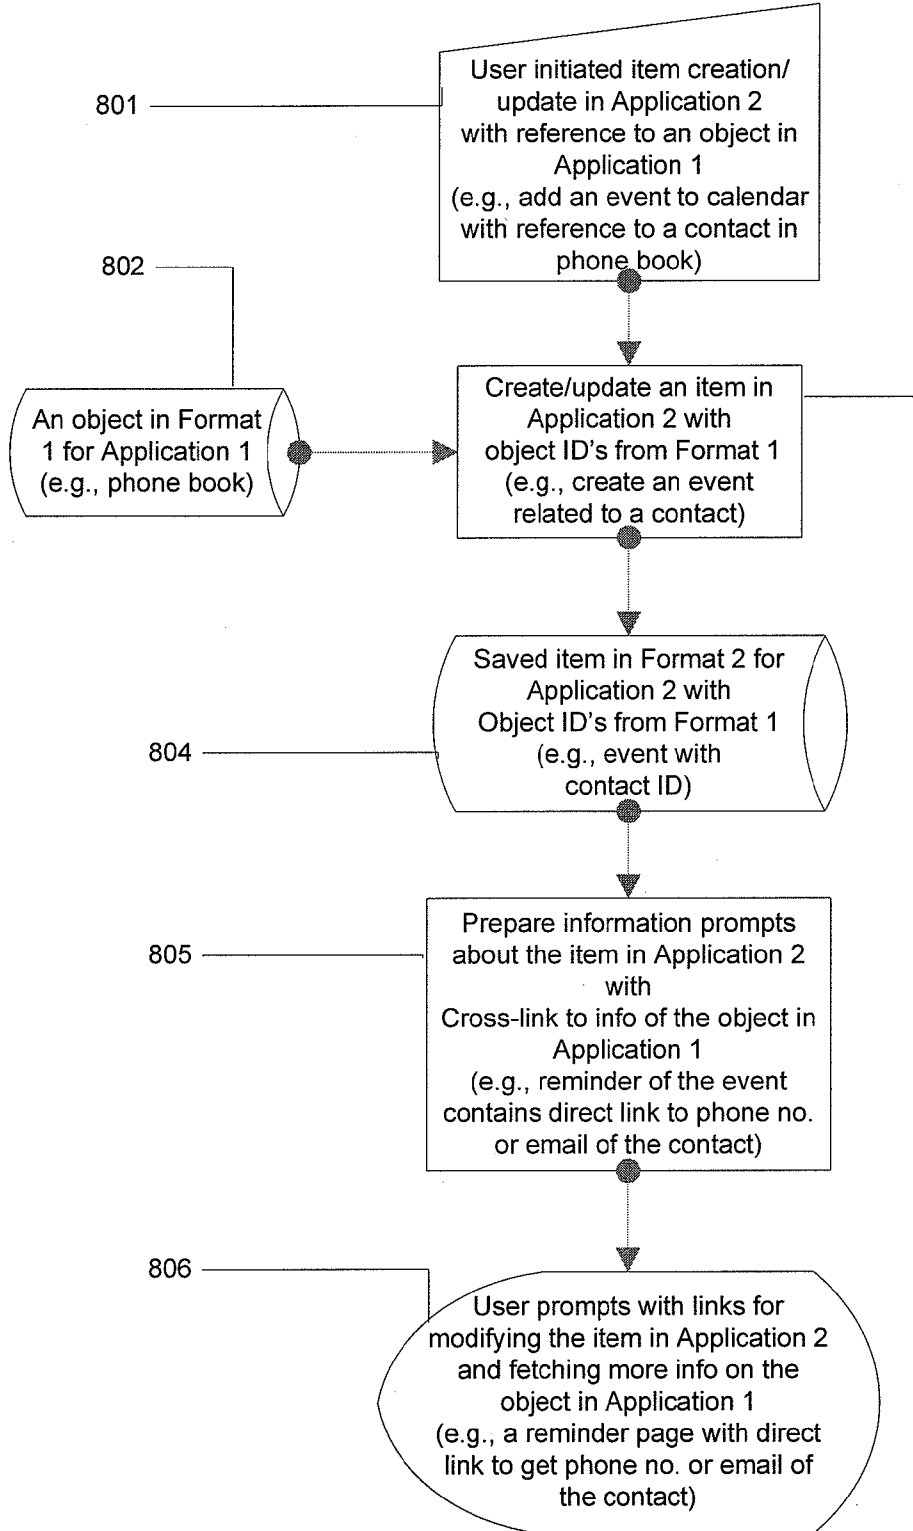 801
User initiated item creation/
update in Application 2
with reference to an object in
Application 1
(e.g., add an event to calendar
with reference to a contact in
phone book)
802
An object in Format
1 for Application 1
(e.g., phone book)
Create/update an item in
Application 2 with
object ID's from Format 1
(e.g., create an event
related to a contact)
804
Saved item in Format 2 for
Application 2 with
Object ID's from Format 1
(e.g., event with
contact ID)
805
Prepare information prompts
about the item in Application 2
with
Cross-link to info of the object in
Application 1
(e.g., reminder of the event
contains direct link to phone no.
or email of the contact)
806
User prompts with links for
modifying the item in Application 2
and fetching more info on the
object in Application 1
(e.g., a reminder page with direct
link to get phone no. or email of
the contact)